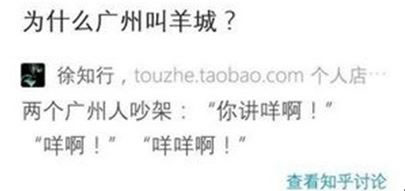 为什么广州叫羊城？
徐知行，touzhe.taobao.com 个人店…
两个广州人吵架：“你讲咩啊！”
“咩啊！”“咩咩啊！”
查看知乎讨论